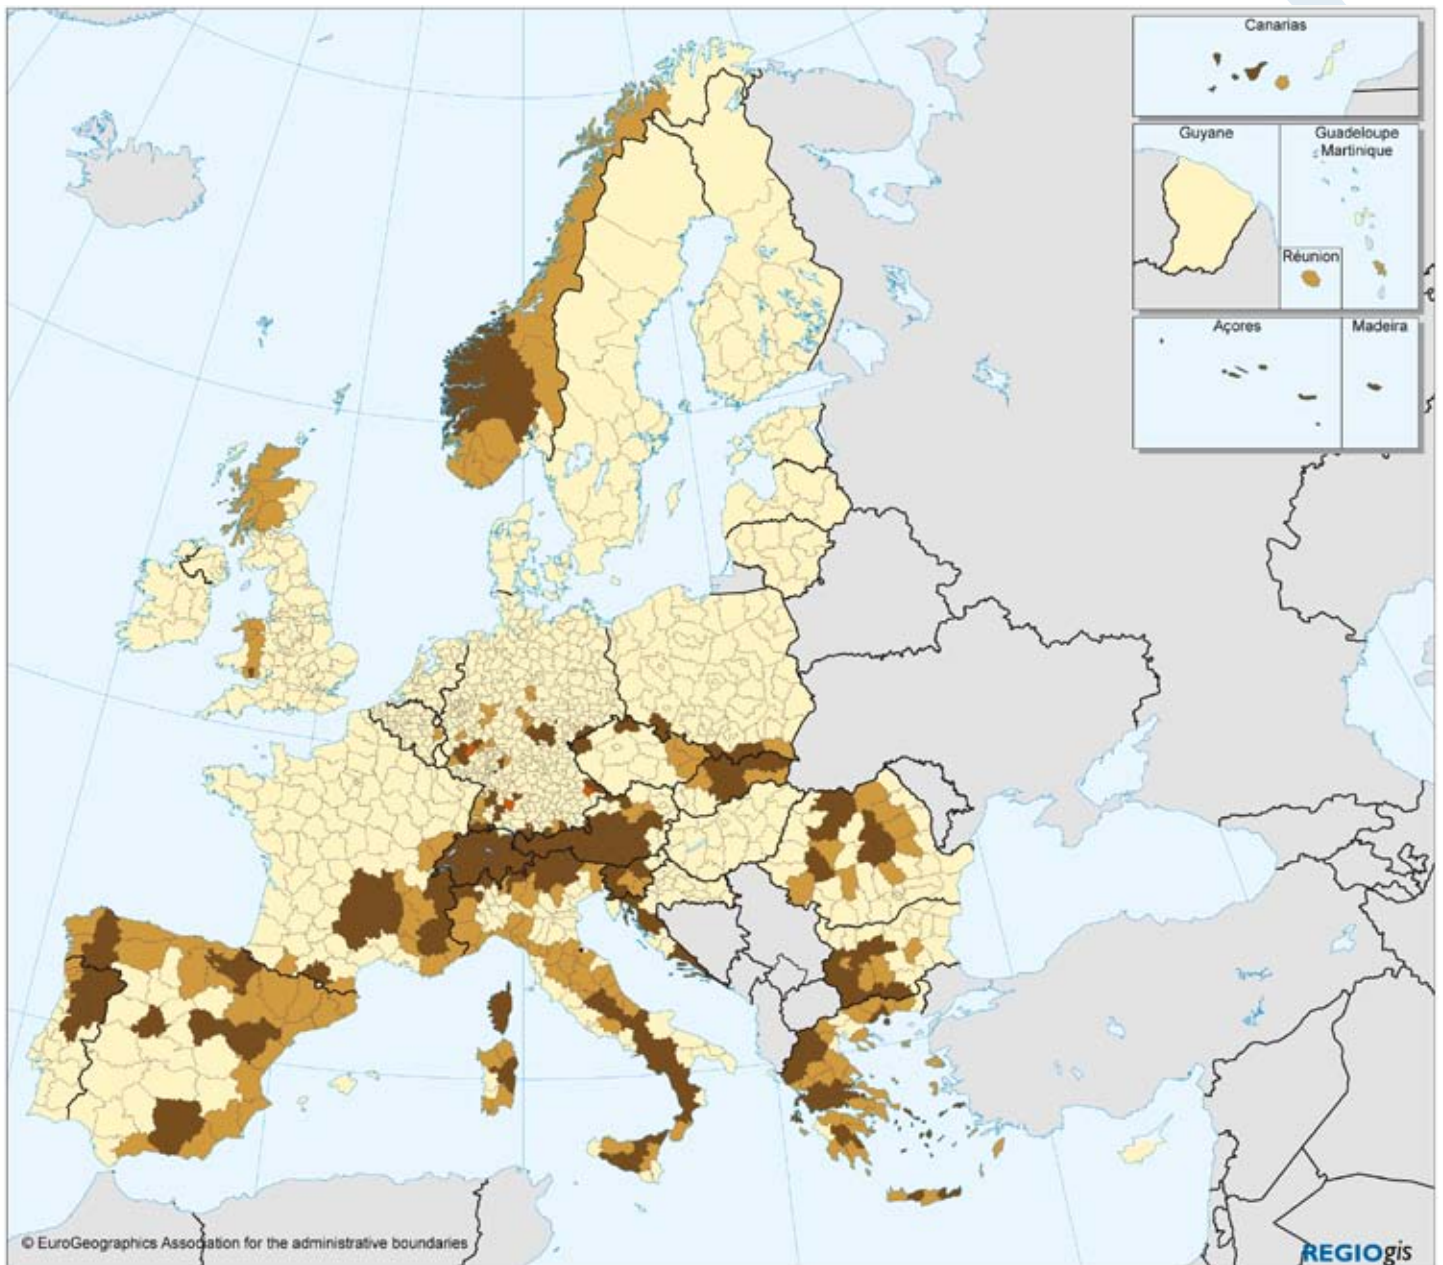 Canarias
Guyane
Guadeloupe
Martinique
Réunion
Açores
Madeira
© EuroGeographics Association for the administrative boundaries
REGIOgis